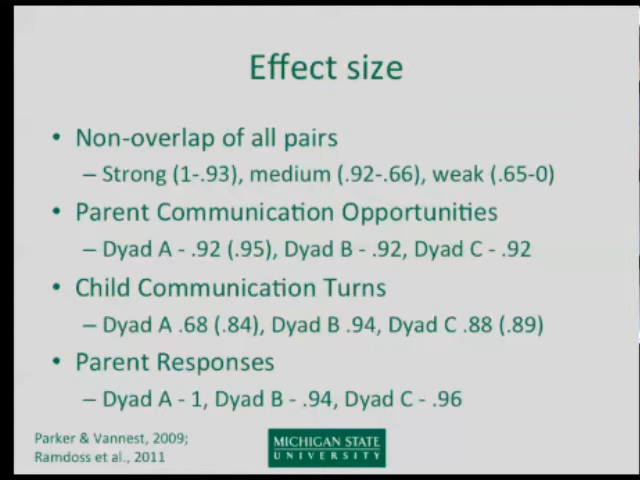 Effect size
• Non-overlap of all pairs
– Strong (1-.93), medium (.92-.66), weak (.65-0)
• Parent Communication Opportunities
– Dyad A - .92 (.95), Dyad B - .92, Dyad C - .92
• Child Communication Turns
– Dyad A .68 (.84), Dyad B .94, Dyad C .88 (.89)
• Parent Responses
– Dyad A - 1, Dyad B - .94, Dyad C - .96
Parker & Vannest, 2009;
Ramdoss et al., 2011
MICHIGAN STATE
UNIVERSITY